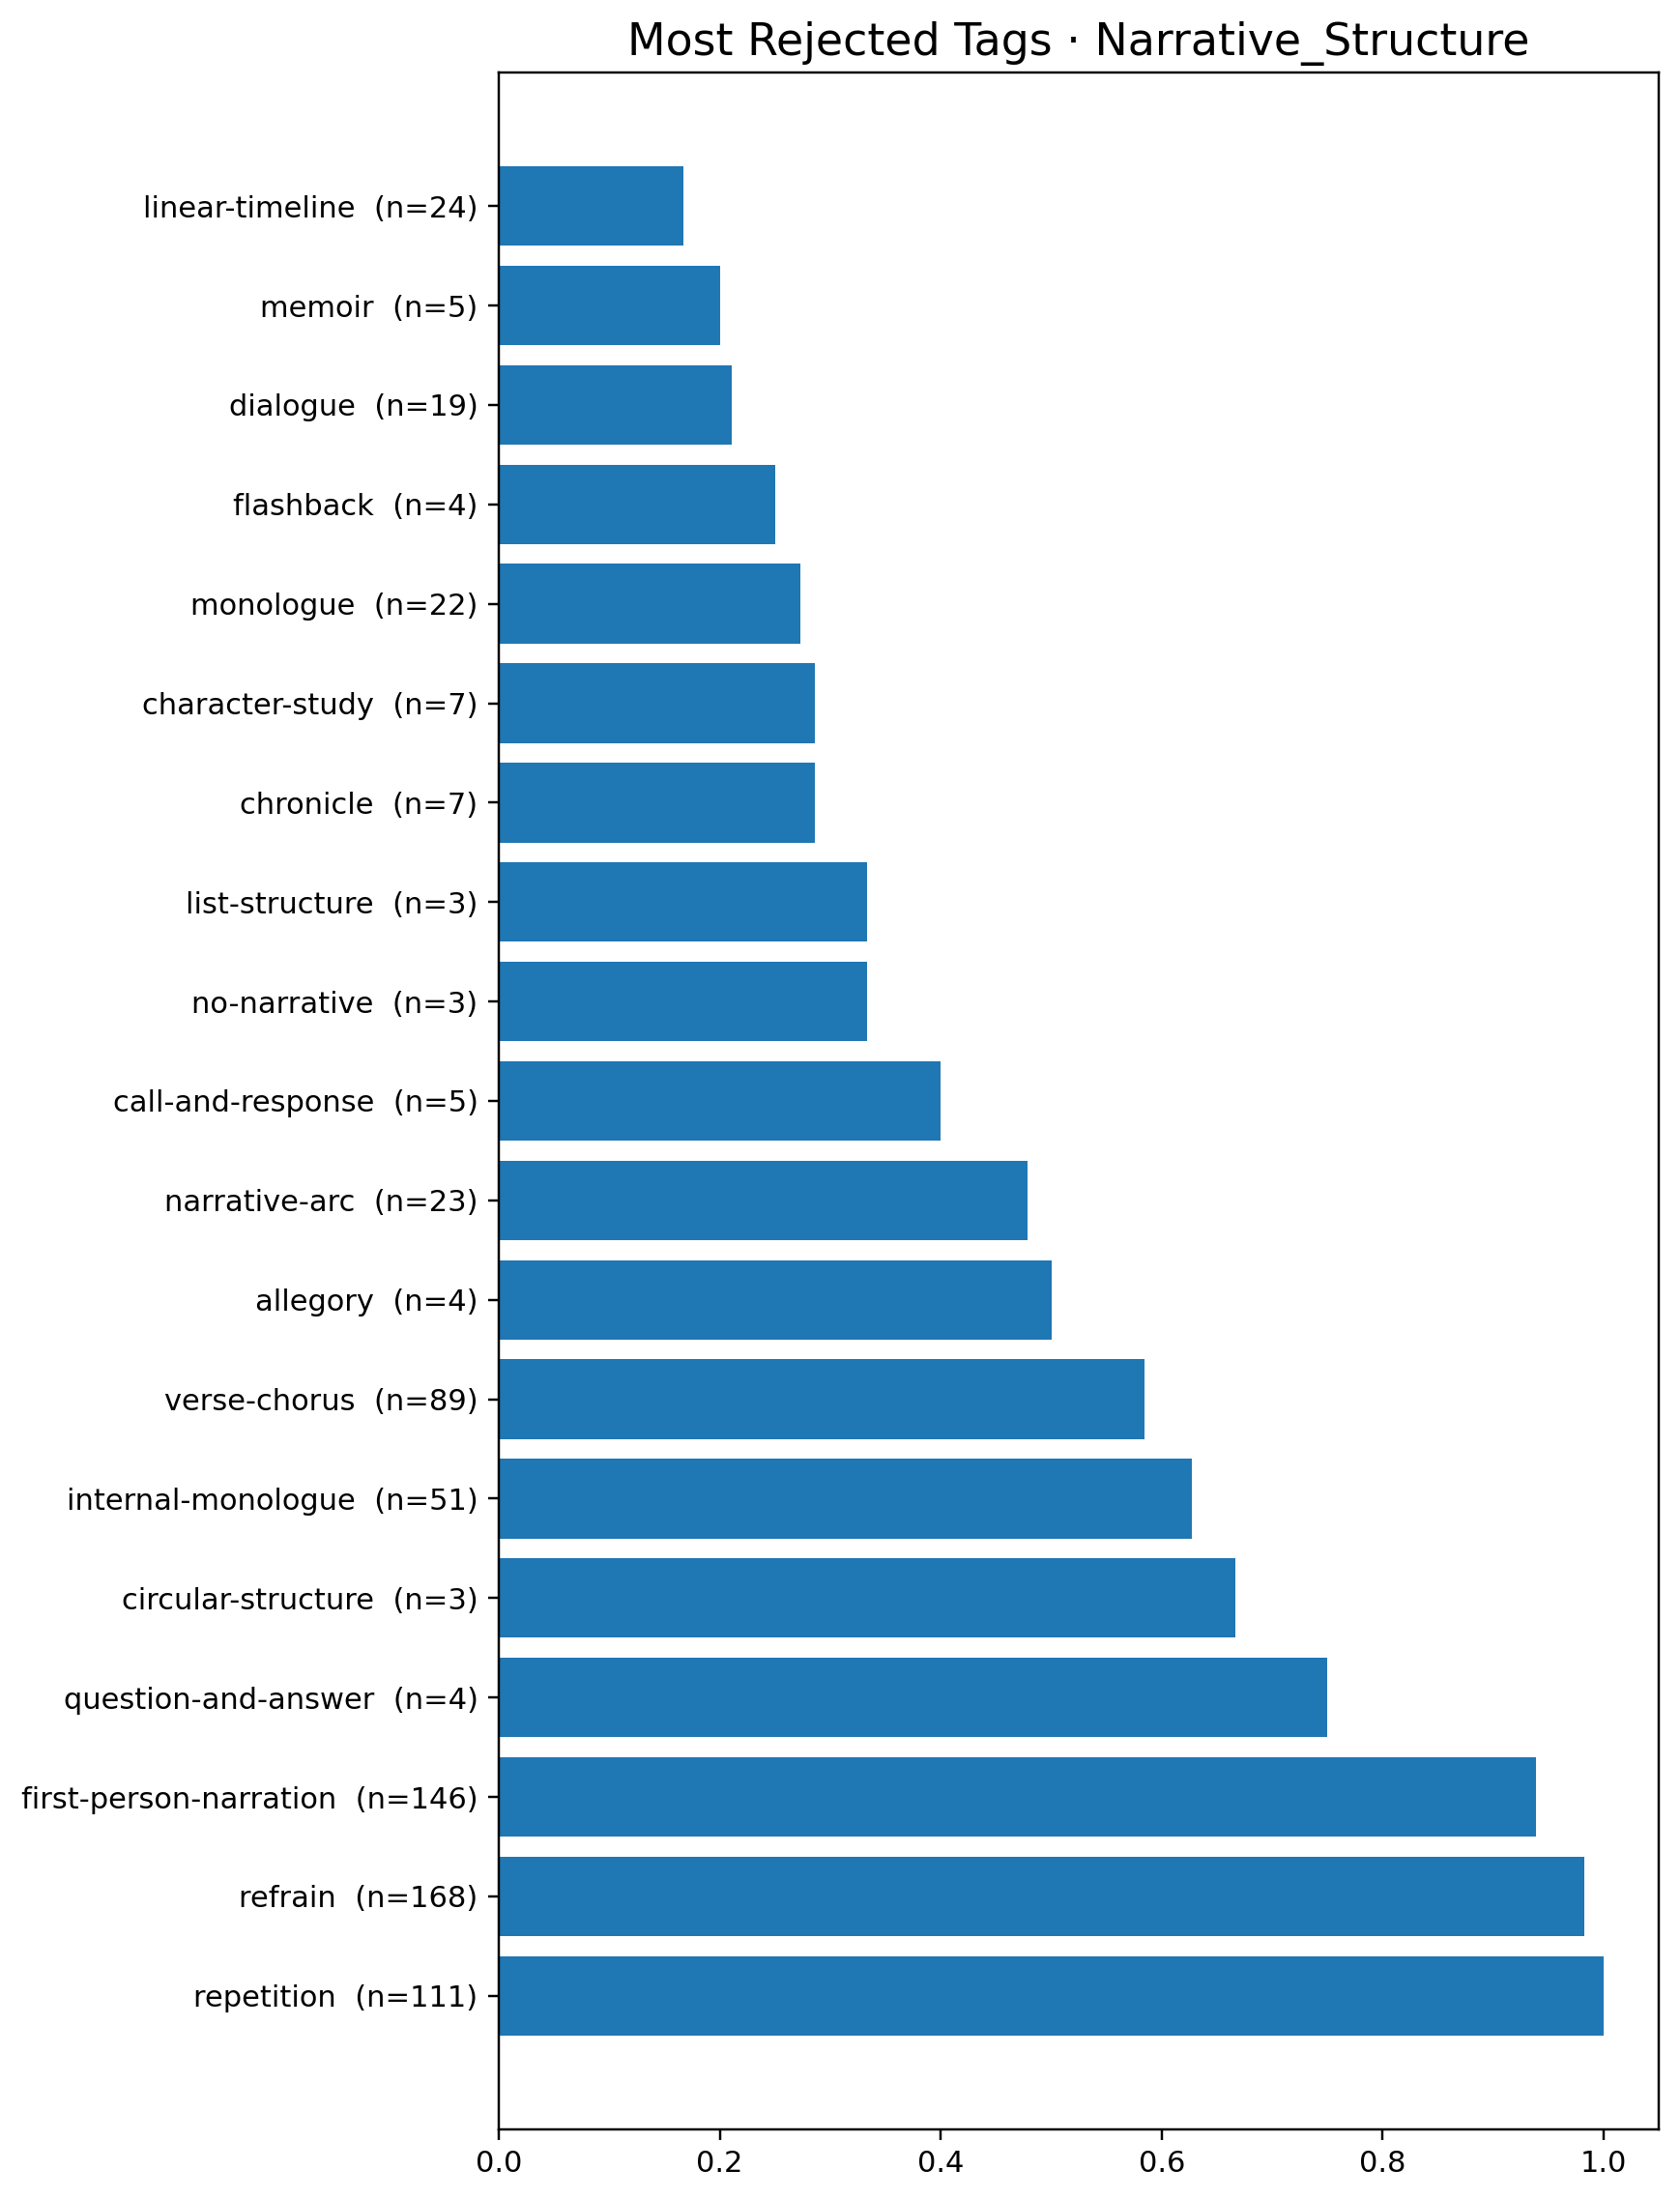 Most Rejected Tags · Narrative_Structure
linear-timeline  (n=24)
memoir  (n=5)
dialogue  (n=19)
flashback  (n=4)
monologue  (n=22)
character-study  (n=7)
chronicle  (n=7)
list-structure  (n=3)
no-narrative  (n=3)
call-and-response  (n=5)
narrative-arc  (n=23)
allegory  (n=4)
verse-chorus  (n=89)
internal-monologue  (n=51)
circular-structure  (n=3)
question-and-answer  (n=4)
first-person-narration  (n=146)
refrain  (n=168)
repetition  (n=111)
0.0 0.2 0.4 0.6 0.8 1.0